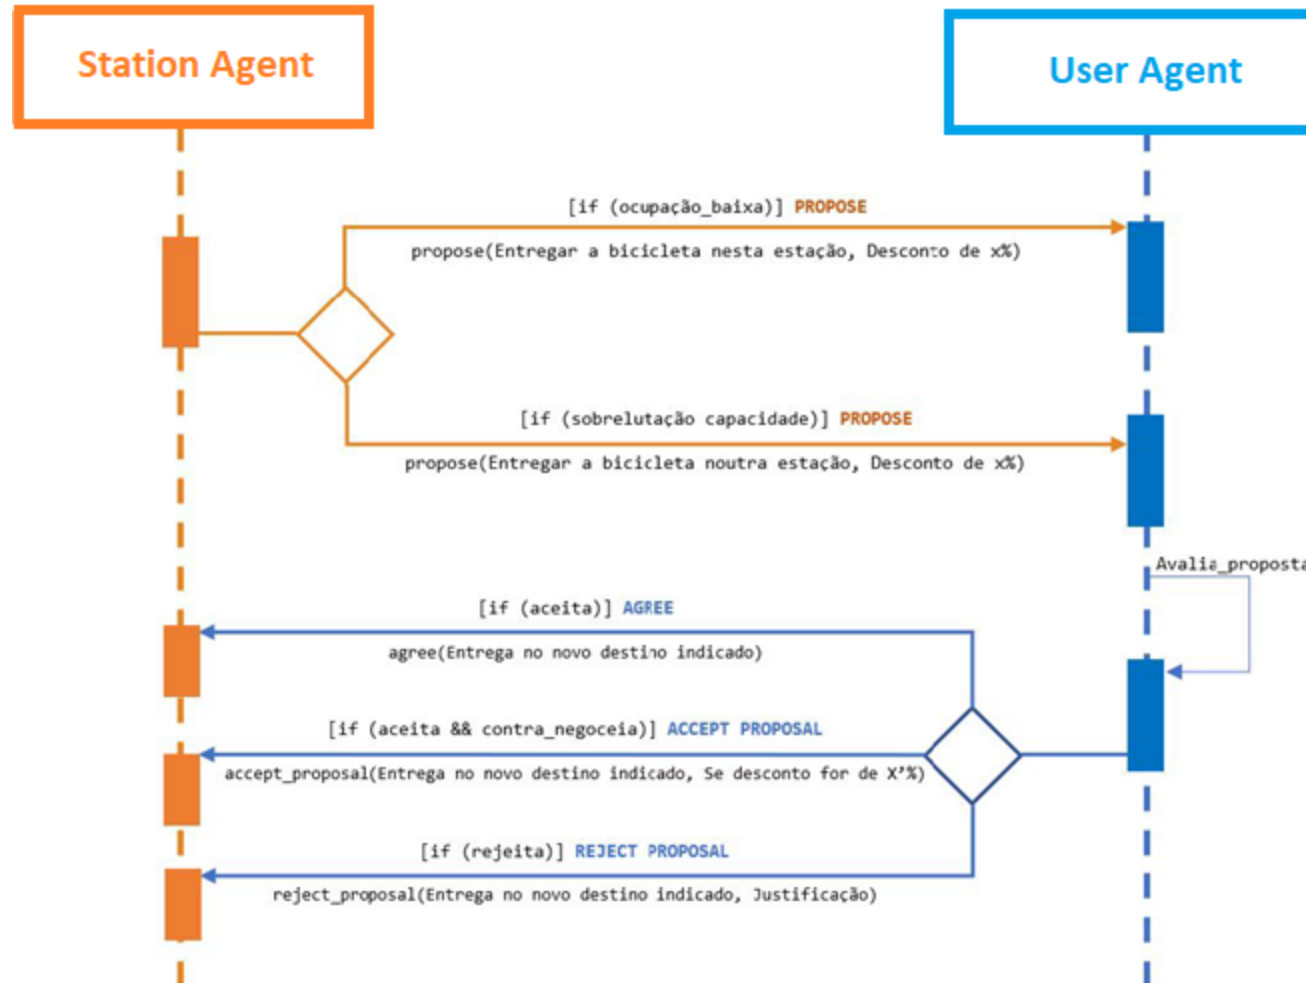 Station Agent
User Agent
[if (ocupação_baixa)] PROPOSE
propose(Entregar a bicicleta nesta estação, Desconto de x%)
[if (sobrelutação capacidade)] PROPOSE
propose(Entregar a bicicleta noutra estação, Desconto de x%)
Avalia_proposta
[if (aceita)] AGREE
agree(Entrega no novo destino indicado)
[if (aceita && contra_negoceia)] ACCEPT PROPOSAL
accept_proposal(Entrega no novo destino indicado, Se desconto for de X'%)
[if (rejeita)] REJECT PROPOSAL
reject_proposal(Entrega no novo destino indicado, Justificação)